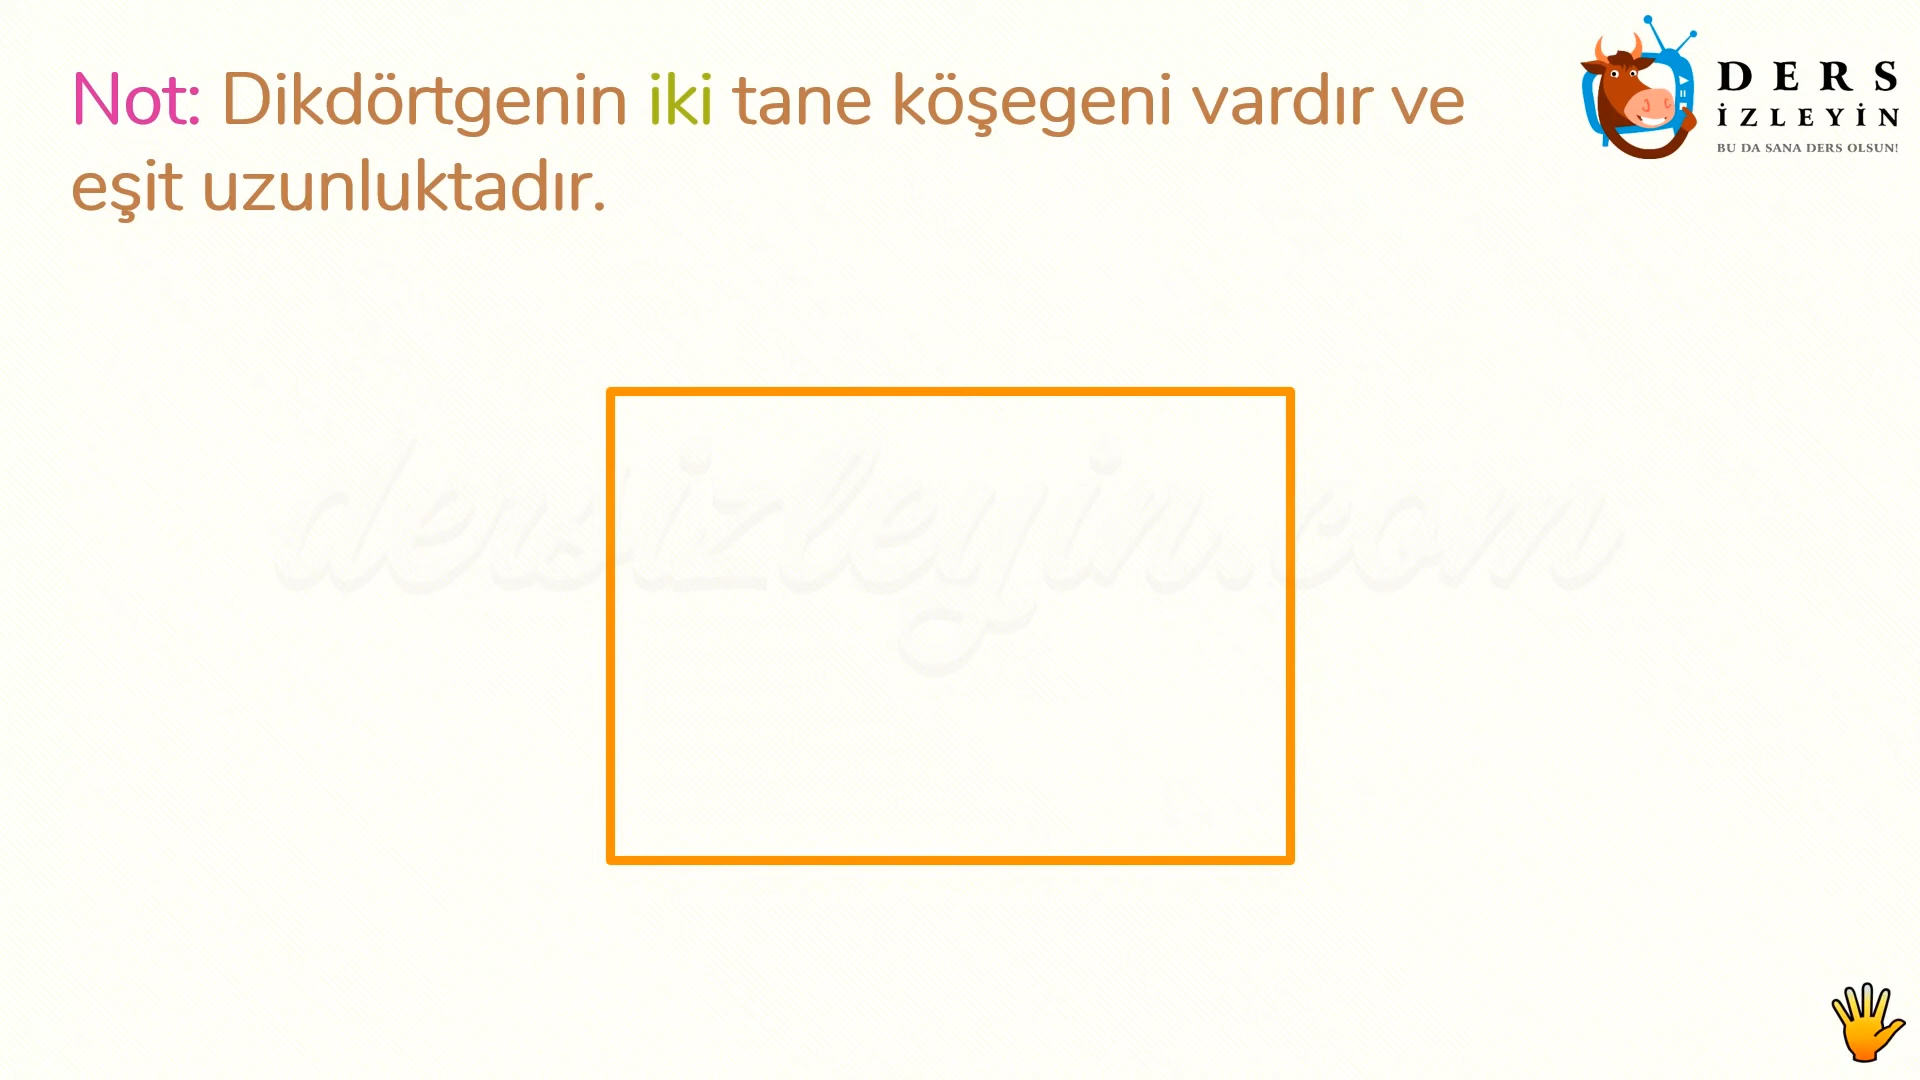 Not: Dikdörtgenin iki tane köşegeni vardır ve
eşit uzunluktadır.
DERS
İZLEYİN
BU DA SANA DERS OLSUN!
dersizleyin.com